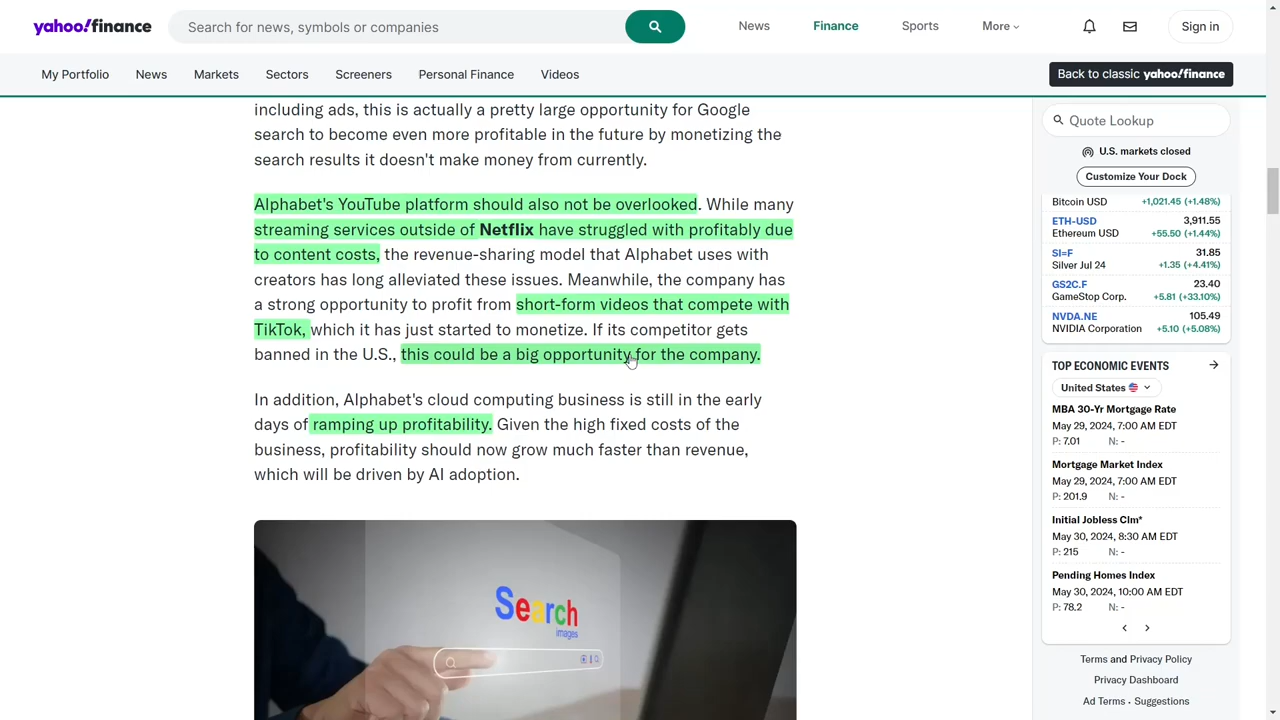 yahoo!finance
Search for news, symbols or companies
News
Finance
Sports
More
Sign in
My Portfolio
News
Markets
Sectors
Screeners
Personal Finance
Videos
Back to classic yahoo!finance
including ads, this is actually a pretty large opportunity for Google
search to become even more profitable in the future by monetizing the
search results it doesn't make money from currently.
Alphabet's YouTube platform should also not be overlooked. While many
streaming services outside of Netflix have struggled with profitably due
to content costs, the revenue-sharing model that Alphabet uses with
creators has long alleviated these issues. Meanwhile, the company has
a strong opportunity to profit from short-form videos that compete with
TikTok, which it has just started to monetize. If its competitor gets
banned in the U.S., this could be a big opportunity for the company.
In addition, Alphabet's cloud computing business is still in the early
days of ramping up profitability. Given the high fixed costs of the
business, profitability should now grow much faster than revenue,
which will be driven by AI adoption.
Search
images
Quote Lookup
U.S. markets closed
Customize Your Dock
Bitcoin USD +1,021.45 (+1.48%)
ETH-USD 3,911.55
Ethereum USD +55.50 (+1.44%)
SI=F 31.85
Silver Jul 24 +1.35 (+4.41%)
GS2C.F 23.40
GameStop Corp. +5.81 (+33.10%)
NVDA.NE 105.49
NVIDIA Corporation +5.10 (+5.08%)
TOP ECONOMIC EVENTS
United States
MBA 30-Yr Mortgage Rate
May 29, 2024, 7:00 AM EDT
P: 7.01 N: -
Mortgage Market Index
May 29, 2024, 7:00 AM EDT
P: 201.9 N: -
Initial Jobless Clm*
May 30, 2024, 8:30 AM EDT
P: 215 N: -
Pending Homes Index
May 30, 2024, 10:00 AM EDT
P: 78.2 N: -
Terms and Privacy Policy
Privacy Dashboard
Ad Terms • Suggestions